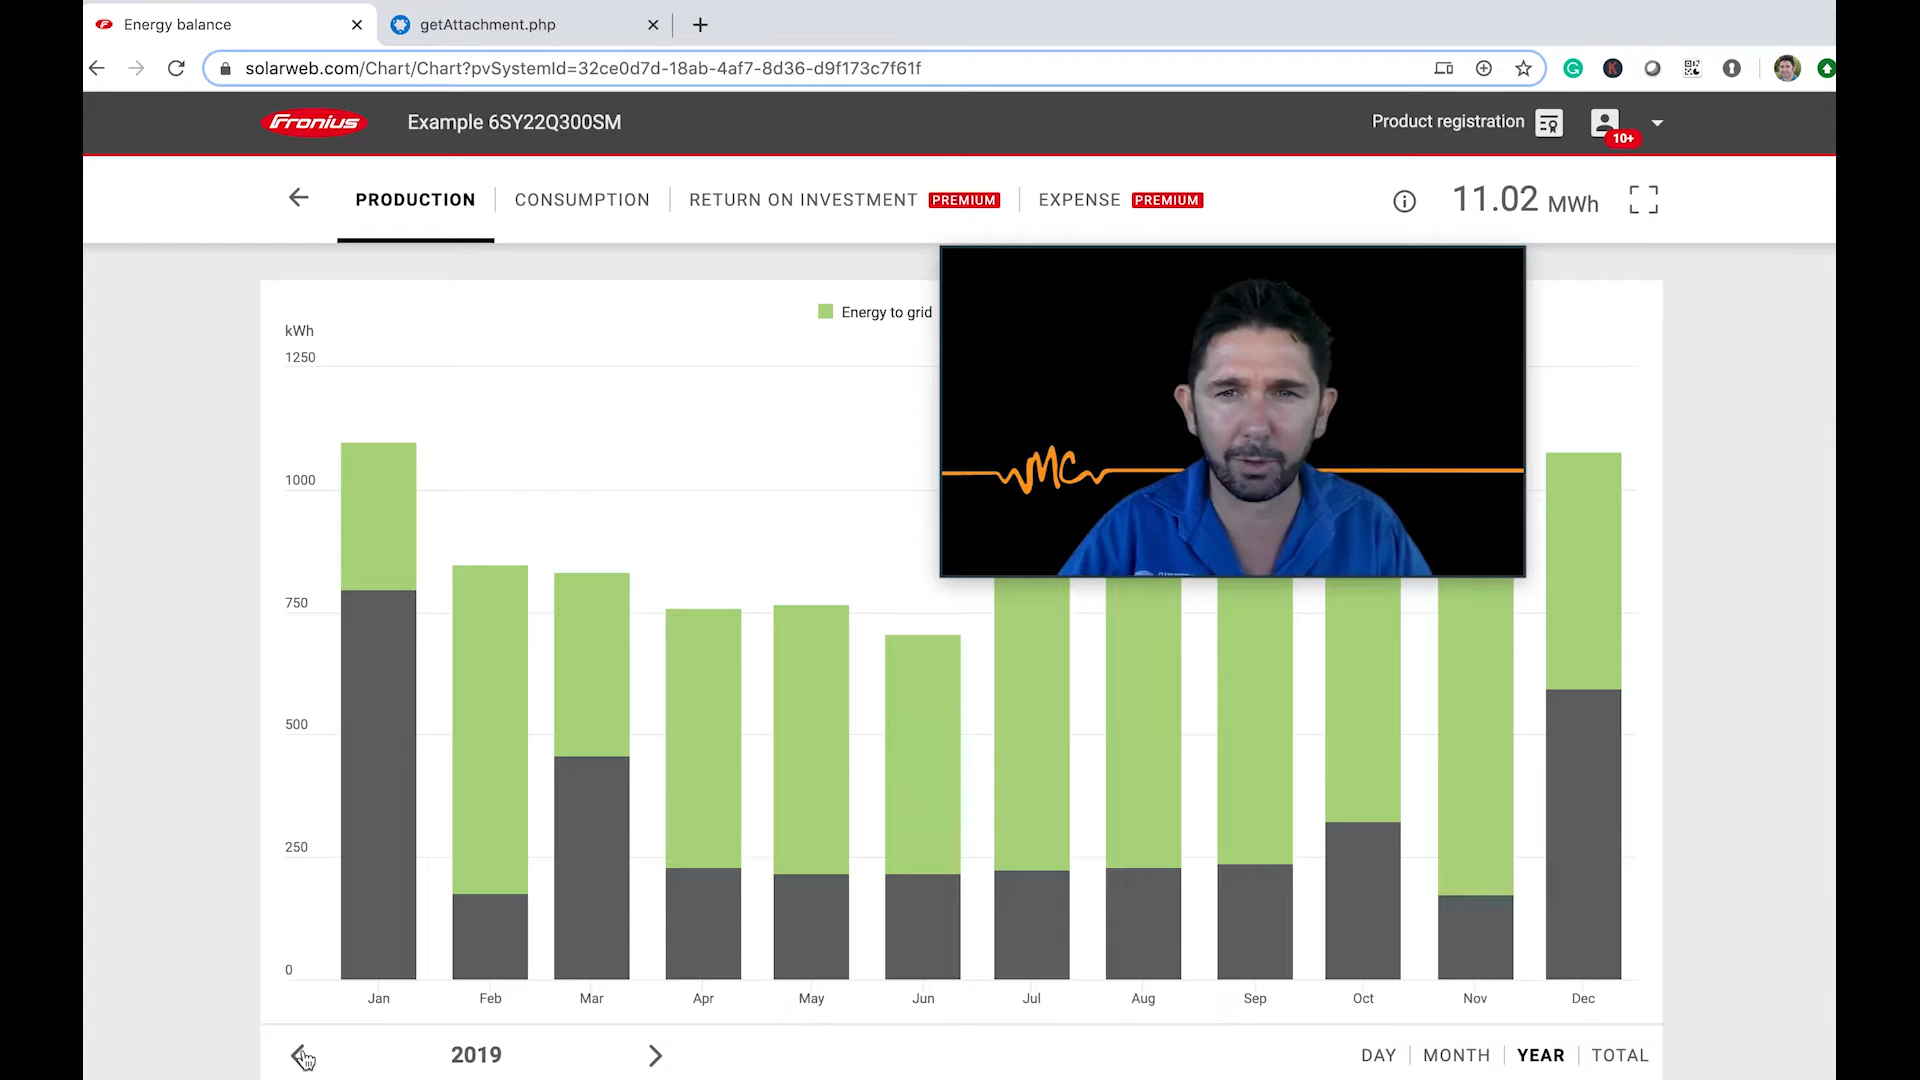 Energy balance
getAttachment.php
solarweb.com/Chart/Chart?pvSystemId=32ce0d7d-18ab-4af7-8d36-d9f173c7f61f
Fronius
Example 6SY22Q300SM
Product registration
10+
PRODUCTION
CONSUMPTION
RETURN ON INVESTMENT PREMIUM
EXPENSE PREMIUM
11.02 MWh
Energy to grid
kWh
1250
1000
750
500
250
0
MC
Jan Feb Mar Apr May Jun Jul Aug Sep Oct Nov Dec
2019
DAY MONTH YEAR TOTAL